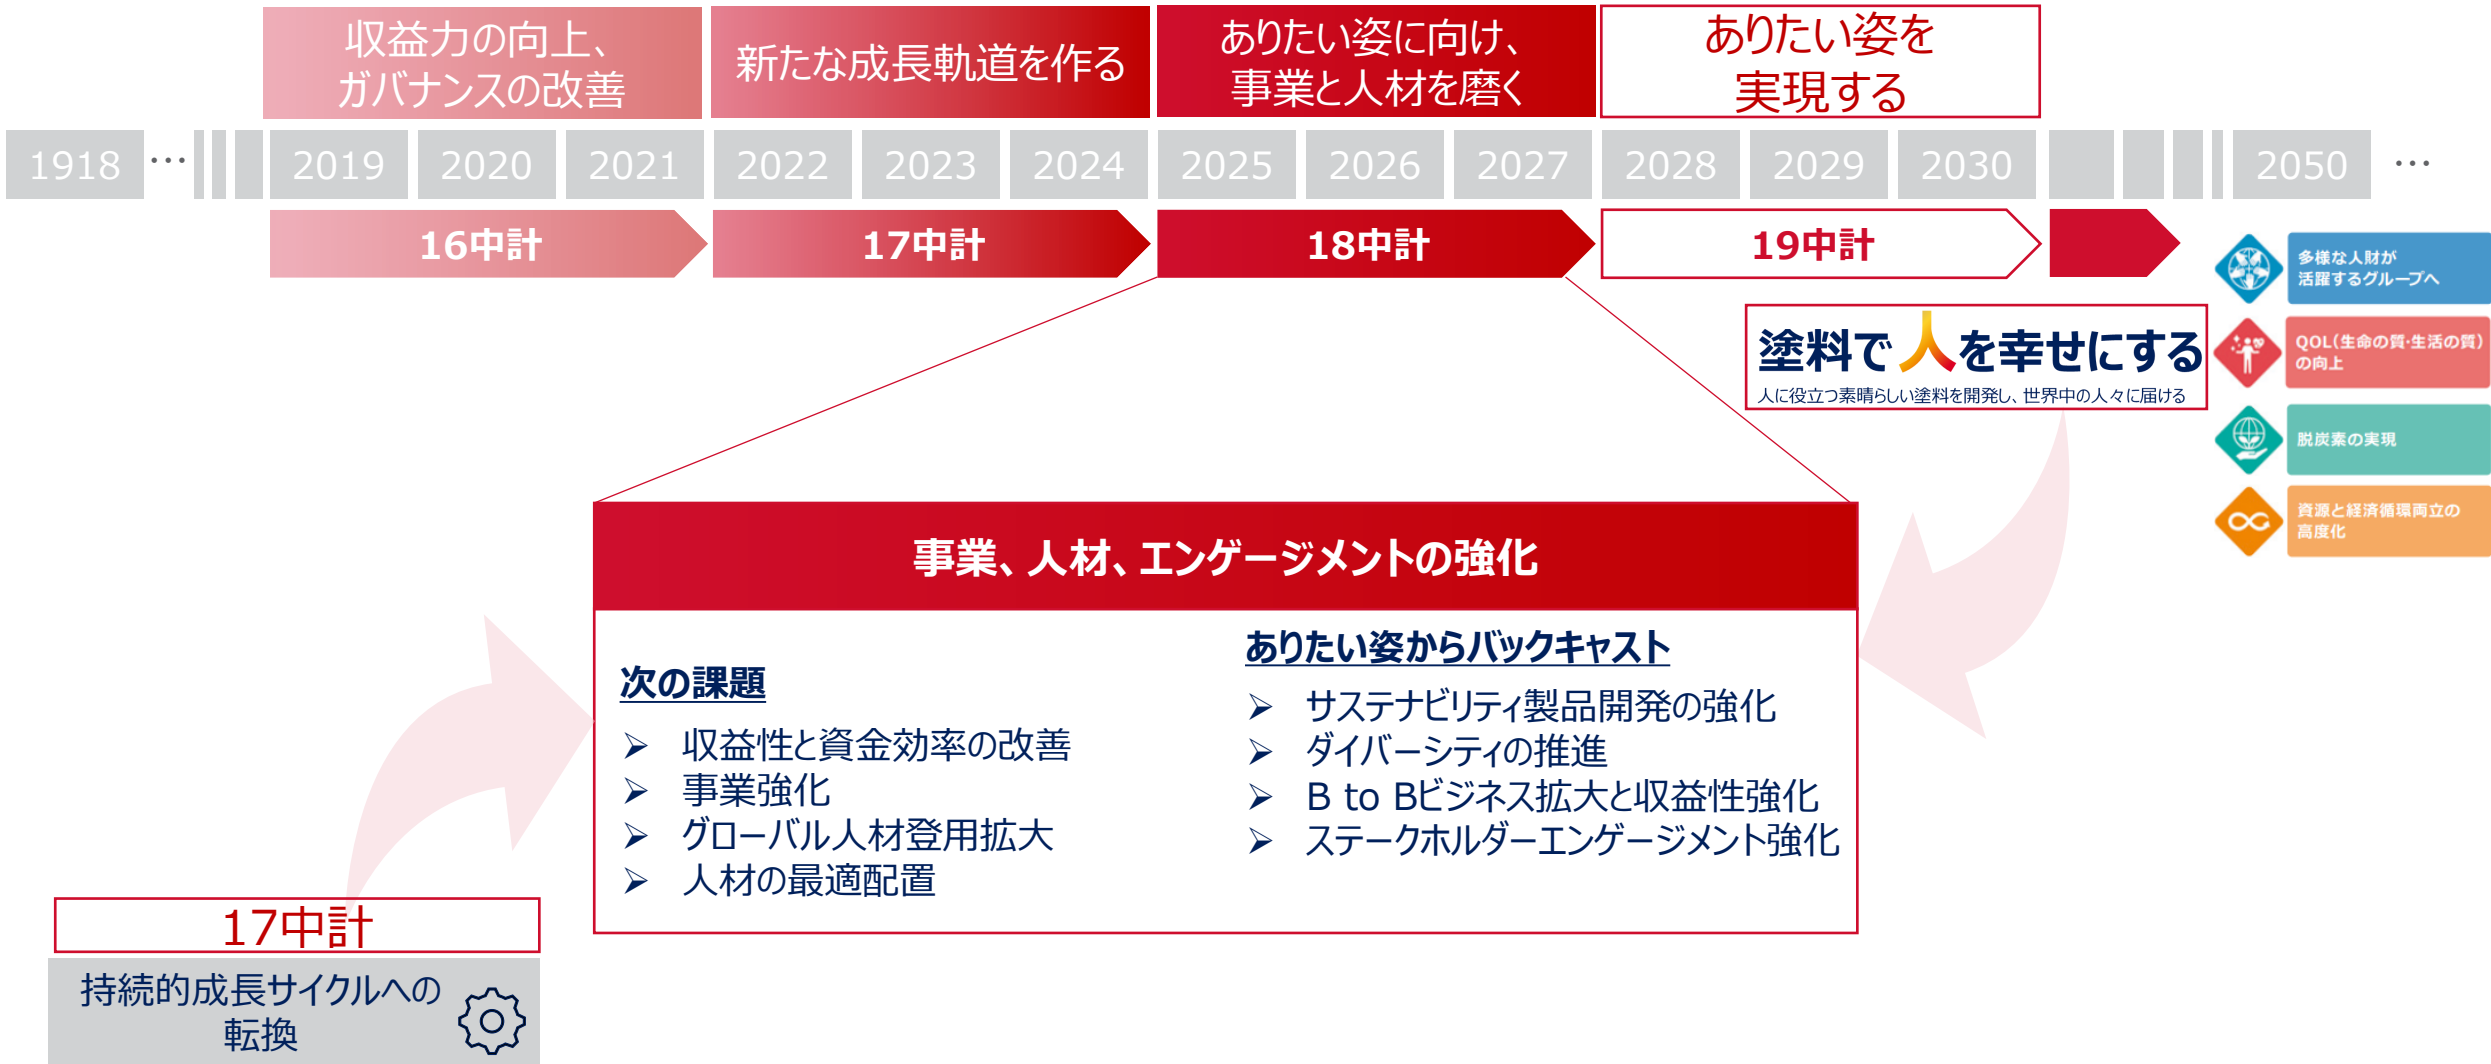 収益力の向上、
ガバナンスの改善
新たな成長軌道を作る
ありたい姿に向け、
事業と人材を磨く
ありたい姿を
実現する
1918 … 2019 2020 2021 2022 2023 2024 2025 2026 2027 2028 2029 2030 2050 …
16中計
17中計
18中計
19中計
多様な人財が
活躍するグループへ
QOL(生命の質・生活の質)
の向上
脱炭素の実現
資源と経済循環両立の
高度化
塗料で人を幸せにする
人に役立つ素晴らしい塗料を開発し、世界中の人々に届ける
事業、人材、エンゲージメントの強化
次の課題
➢ 収益性と資金効率の改善
➢ 事業強化
➢ グローバル人材登用拡大
➢ 人材の最適配置
ありたい姿からバックキャスト
➢ サステナビリティ製品開発の強化
➢ ダイバーシティの推進
➢ B to Bビジネス拡大と収益性強化
➢ ステークホルダーエンゲージメント強化
17中計
持続的成長サイクルへの
転換